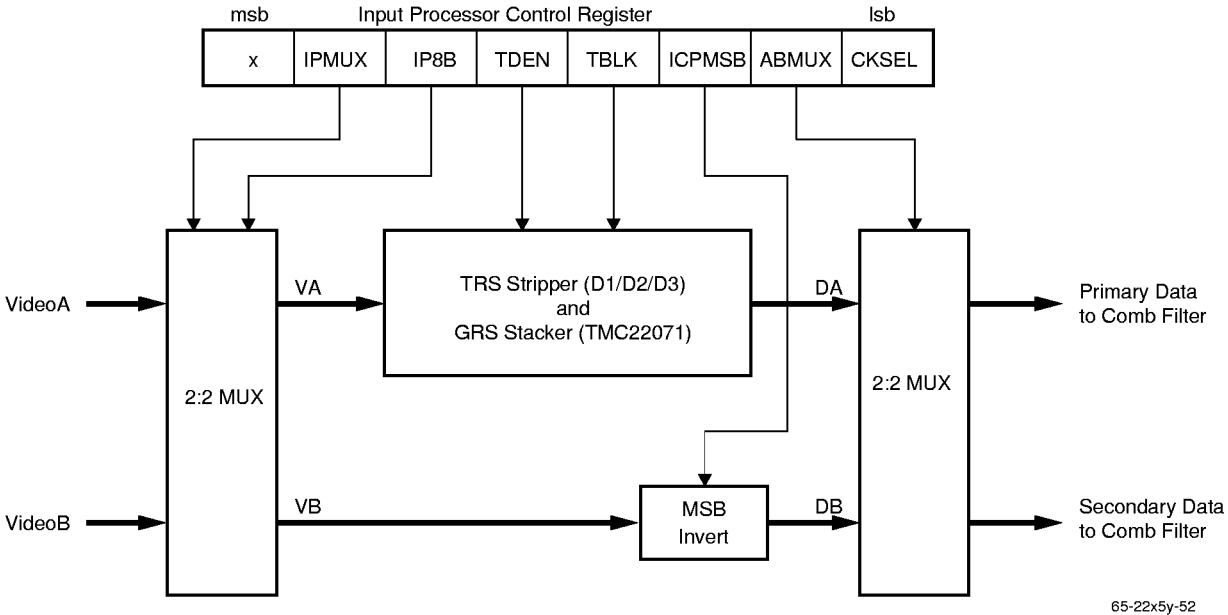 msb Input Processor Control Register lsb
x IPMUX IP8B TDEN TBLK ICPMSB ABMUX CKSEL
VideoA
VA
TRS Stripper (D1/D2/D3)
and
GRS Stacker (TMC22071)
DA
Primary Data
to Comb Filter
2:2 MUX
2:2 MUX
VideoB
VB
MSB
Invert
DB
Secondary Data
to Comb Filter
65-22x5y-52